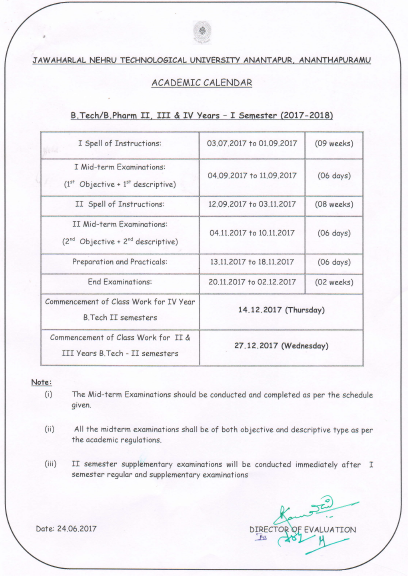 JAWAHARLAL NEHRU TECHNOLOGICAL UNIVERSITY ANANTAPUR, ANANTHAPURAMU
ACADEMIC CALENDAR
B.Tech/B.Pharm II, III & IV Years – I Semester (2017-2018)
I Spell of Instructions: 03.07.2017 to 01.09.2017 (09 weeks)
I Mid-term Examinations:
(1st Objective + 1st descriptive) 04.09.2017 to 11.09.2017 (06 days)
II Spell of Instructions: 12.09.2017 to 03.11.2017 (08 weeks)
II Mid-term Examinations:
(2nd Objective + 2nd descriptive) 04.11.2017 to 10.11.2017 (06 days)
Preparation and Practicals: 13.11.2017 to 18.11.2017 (06 days)
End Examinations: 20.11.2017 to 02.12.2017 (02 weeks)
Commencement of Class Work for IV Year
B.Tech II semesters 14.12.2017 (Thursday)
Commencement of Class Work for II &
III Years B.Tech - II semesters 27.12.2017 (Wednesday)
Note:
(i) The Mid-term Examinations should be conducted and completed as per the schedule
given.
(ii) All the midterm examinations shall be of both objective and descriptive type as per
the academic regulations.
(iii) II semester supplementary examinations will be conducted immediately after I
semester regular and supplementary examinations
Date: 24.06.2017 DIRECTOR OF EVALUATION